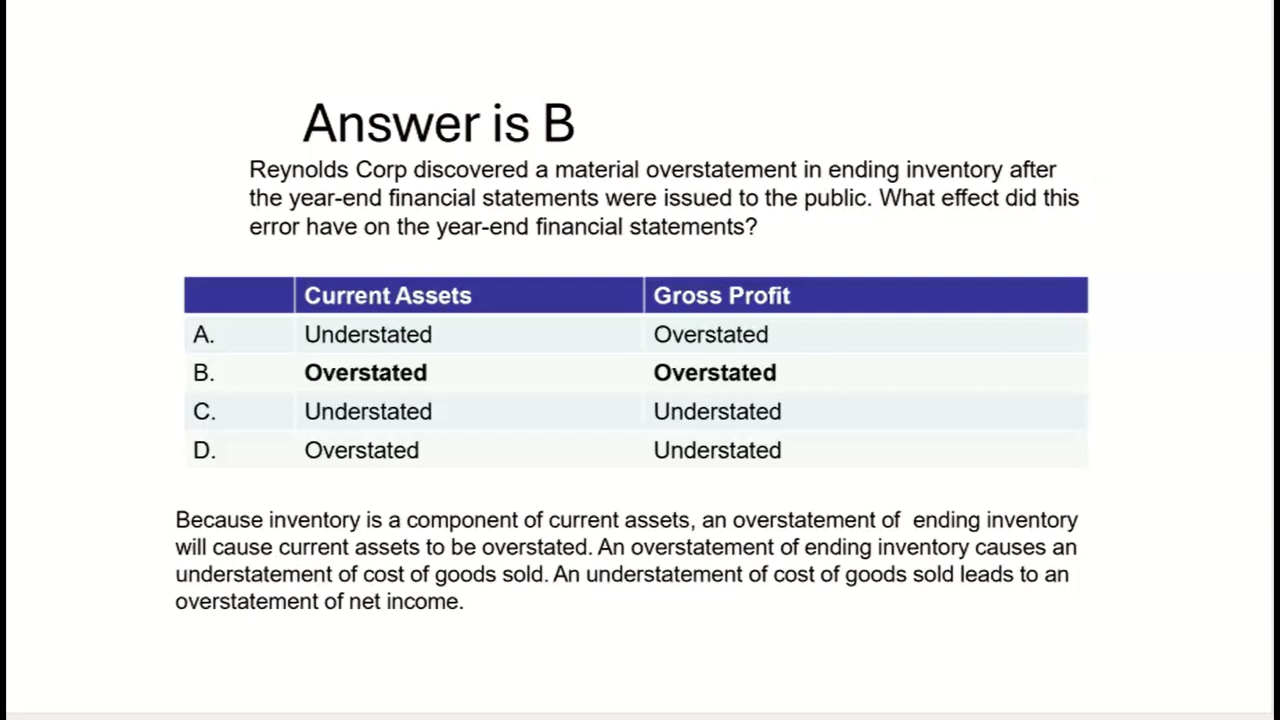 Answer is B
Reynolds Corp discovered a material overstatement in ending inventory after
the year-end financial statements were issued to the public. What effect did this
error have on the year-end financial statements?
Current Assets Gross Profit
A. Understated Overstated
B. Overstated Overstated
C. Understated Understated
D. Overstated Understated
Because inventory is a component of current assets, an overstatement of ending inventory
will cause current assets to be overstated. An overstatement of ending inventory causes an
understatement of cost of goods sold. An understatement of cost of goods sold leads to an
overstatement of net income.